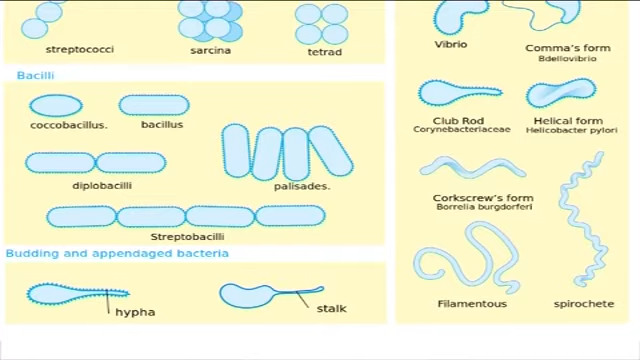 streptococci
sarcina
tetrad
Bacilli
coccobacillus.
bacillus
diplobacilli
palisades.
Streptobacilli
Budding and appendaged bacteria
hypha
stalk
Vibrio
Comma's form
Bdellovibrio
Club Rod
Corynebacteriaceae
Helical form
Helicobacter pylori
Corkscrew's form
Borrelia burgdorferi
Filamentous
spirochete